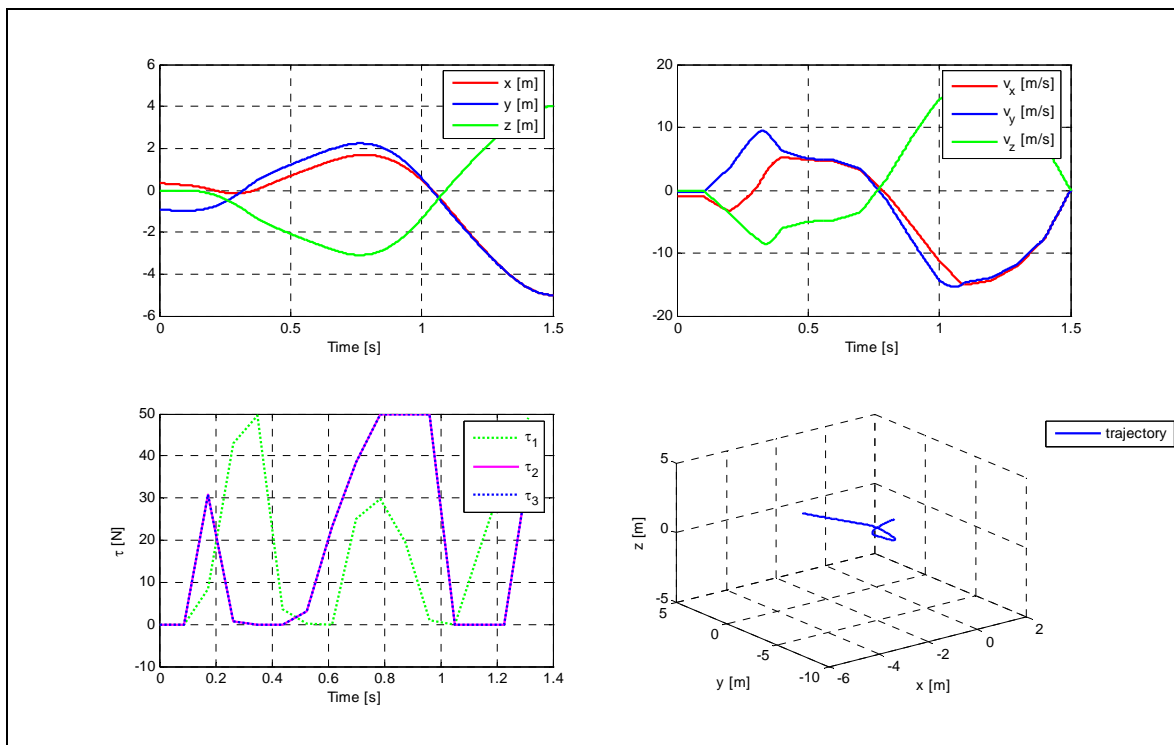 6
4
2
0
-2
-4
-6
0
0.5
1
1.5
Time [s]
x [m]
y [m]
z [m]
20
10
0
-10
-20
0
0.5
1
1.5
Time [s]
v_x [m/s]
v_y [m/s]
v_z [m/s]
50
40
30
20
10
0
-10
0
0.2
0.4
0.6
0.8
1
1.2
1.4
Time [s]
τ [N]
τ_1
τ_2
τ_3
trajectory
5
0
-5
z [m]
5
0
-5
-10
y [m]
-6
-4
-2
0
2
x [m]